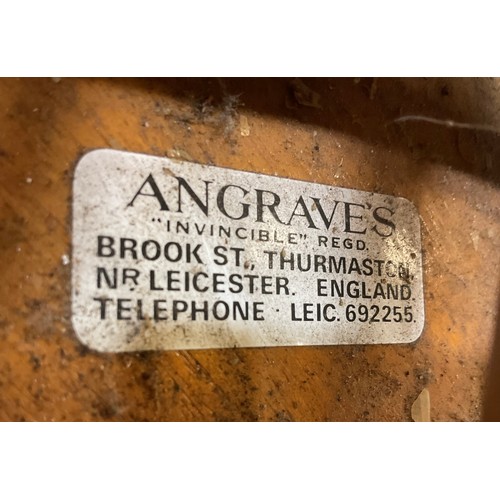 ANGRAVE'S
"INVINCIBLE" REGD.
BROOK ST., THURMASTON,
NR LEICESTER. ENGLAND.
TELEPHONE · LEIC. 692255.